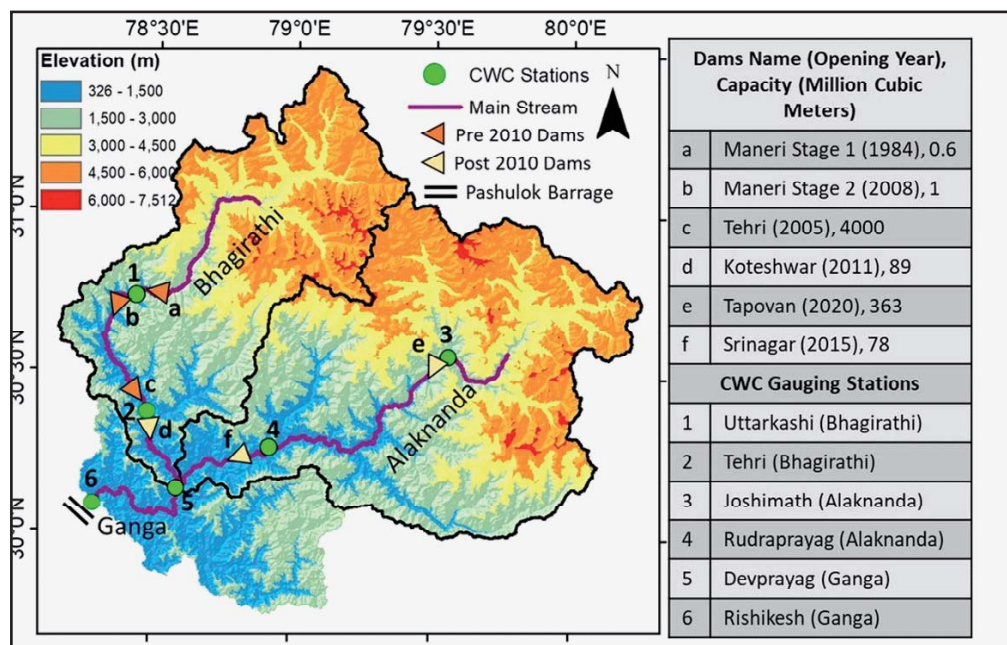 78°30'E 79°0'E 79°30'E 80°0'E
Elevation (m)
326 - 1,500
1,500 - 3,000
3,000 - 4,500
4,500 - 6,000
6,000 - 7,512
CWC Stations
Main Stream
Pre 2010 Dams
Post 2010 Dams
Pashulok Barrage
N
31°0'N
30°30'N
30°0'N
Bhagirathi
Alaknanda
Ganga
1
b
a
c
2
d
e
3
f
4
5
6
Dams Name (Opening Year),
Capacity (Million Cubic
Meters)
a Maneri Stage 1 (1984), 0.6
b Maneri Stage 2 (2008), 1
c Tehri (2005), 4000
d Koteshwar (2011), 89
e Tapovan (2020), 363
f Srinagar (2015), 78
CWC Gauging Stations
1 Uttarkashi (Bhagirathi)
2 Tehri (Bhagirathi)
3 Joshimath (Alaknanda)
4 Rudraprayag (Alaknanda)
5 Devprayag (Ganga)
6 Rishikesh (Ganga)